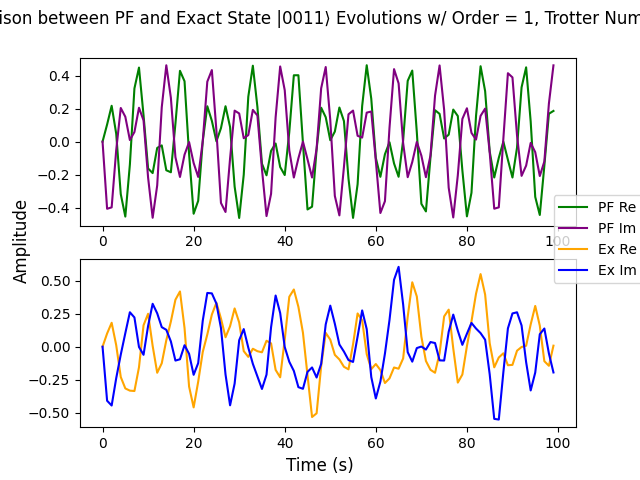 ison between PF and Exact State |0011⟩ Evolutions w/ Order = 1, Trotter Num
0.4
0.2
0.0
−0.2
−0.4
0 20 40 60 80 100
PF Re
PF Im
Ex Re
Ex Im
Amplitude
0.50
0.25
0.00
−0.25
−0.50
0 20 40 60 80 100
Time (s)